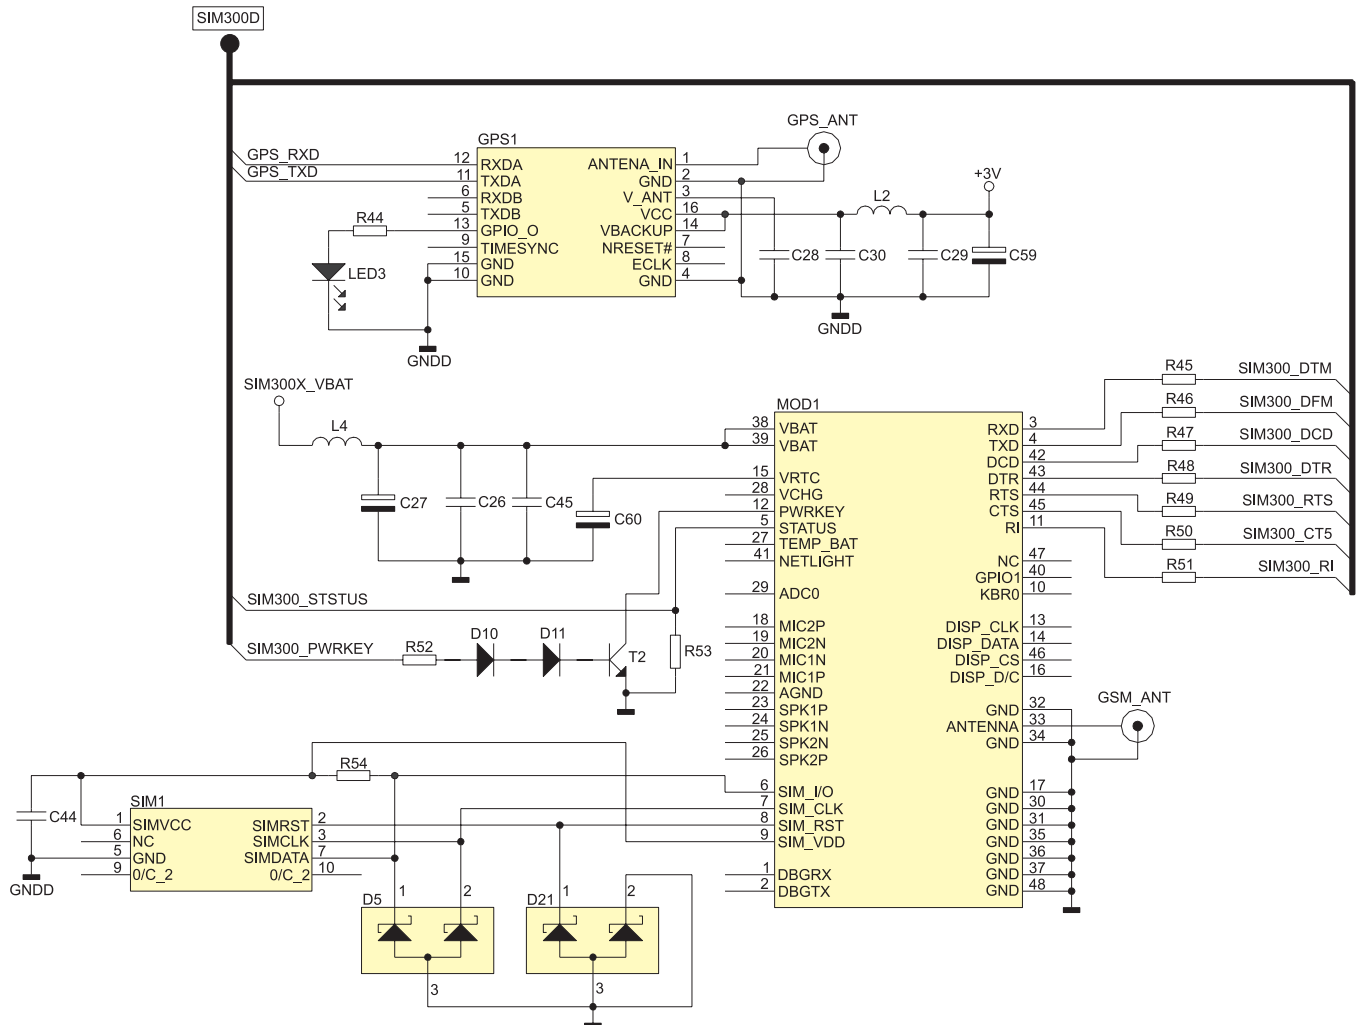 SIM300D
GPS_RXD
GPS_TXD
GPS1
12 RXDA
11 TXDA
6 RXDB
5 TXDB
13 GPIO_O
9 TIMESYNC
15 GND
10 GND
ANTENA_IN 1
GND 2
V_ANT 3
VCC 16
VBACKUP 14
NRESET# 7
ECLK 8
GND 4
GPS_ANT
+3V
L2
R44
LED3
C28
C30
C29
C59
GNDD
GNDD
SIM300X_VBAT
L4
C27
C26
C45
C60
MOD1
38 VBAT
39 VBAT
15 VRTC
28 VCHG
12 PWRKEY
5 STATUS
27 TEMP_BAT
41 NETLIGHT
29 ADC0
18 MIC2P
19 MIC2N
20 MIC1N
21 MIC1P
22 AGND
23 SPK1P
24 SPK1N
25 SPK2N
26 SPK2P
6 SIM_I/O
7 SIM_CLK
8 SIM_RST
9 SIM_VDD
1 DBGRX
2 DBGTX
RXD 3
TXD 4
DCD 42
DTR 43
RTS 44
CTS 45
RI 11
NC 47
GPIO1 40
KBR0 10
DISP_CLK 13
DISP_DATA 14
DISP_CS 46
DISP_D/C 16
GND 32
ANTENNA 33
GND 34
GND 17
GND 30
GND 31
GND 35
GND 36
GND 37
GND 48
R45 SIM300_DTM
R46 SIM300_DFM
R47 SIM300_DCD
R48 SIM300_DTR
R49 SIM300_RTS
R50 SIM300_CT5
R51 SIM300_RI
GSM_ANT
SIM300_STSTUS
SIM300_PWRKEY
R52
D10
D11
T2
R53
R54
C44
GNDD
SIM1
1 SIMVCC
6 NC
5 GND
9 0/C_2
SIMRST 2
SIMCLK 3
SIMDATA 7
0/C_2 10
D5
1
2
3
D21
1
2
3